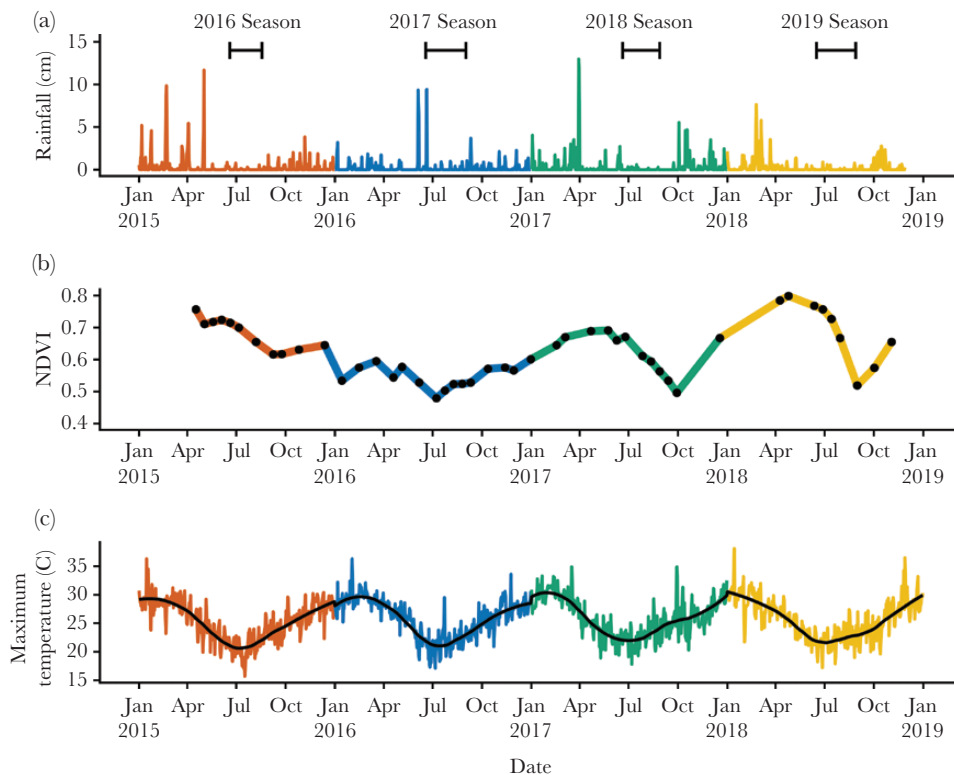 (a)
2016 Season 2017 Season 2018 Season 2019 Season
Rainfall (cm)
15
10
5
0
Jan Apr Jul Oct Jan Apr Jul Oct Jan Apr Jul Oct Jan Apr Jul Oct Jan
2015 2016 2017 2018 2019
(b)
NDVI
0.8
0.7
0.6
0.5
0.4
Jan Apr Jul Oct Jan Apr Jul Oct Jan Apr Jul Oct Jan Apr Jul Oct Jan
2015 2016 2017 2018 2019
(c)
Maximum
temperature (C)
35
30
25
20
15
Jan Apr Jul Oct Jan Apr Jul Oct Jan Apr Jul Oct Jan Apr Jul Oct Jan
2015 2016 2017 2018 2019
Date